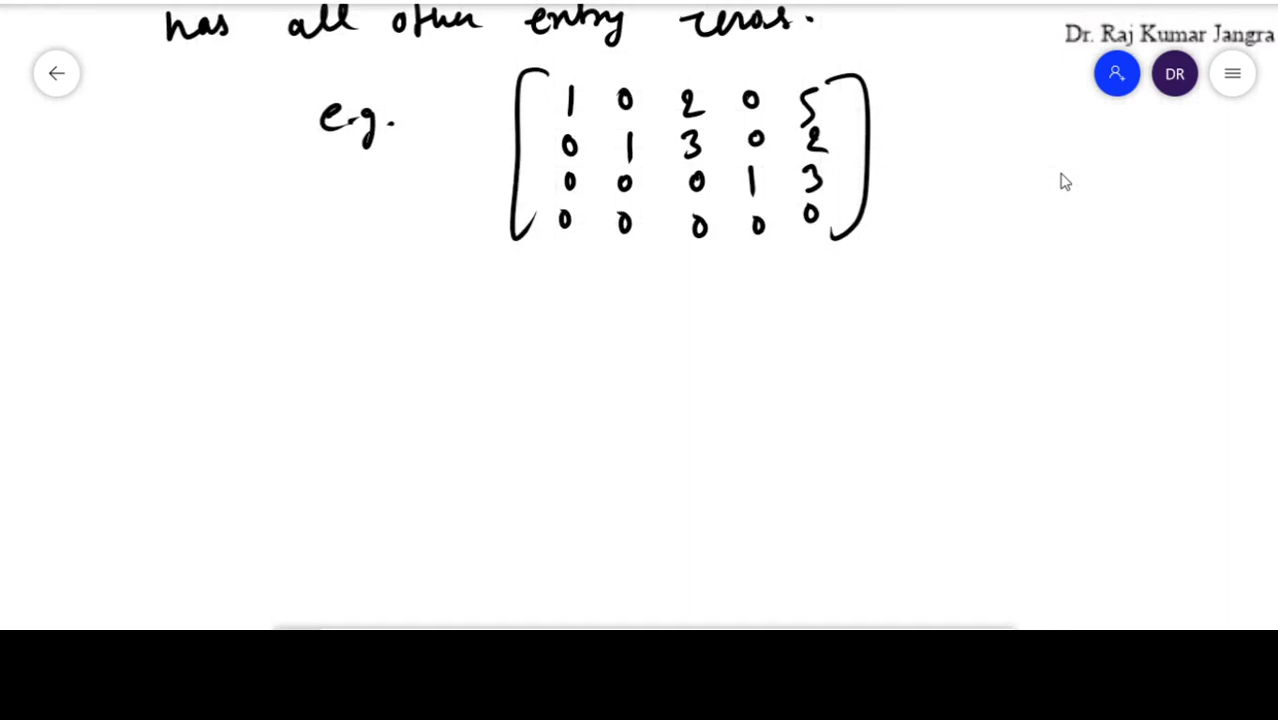 has all other entry zeros.
Dr. Raj Kumar Jangra
DR
e.g.
1 0 2 0 5
0 1 3 0 2
0 0 0 1 3
0 0 0 0 0